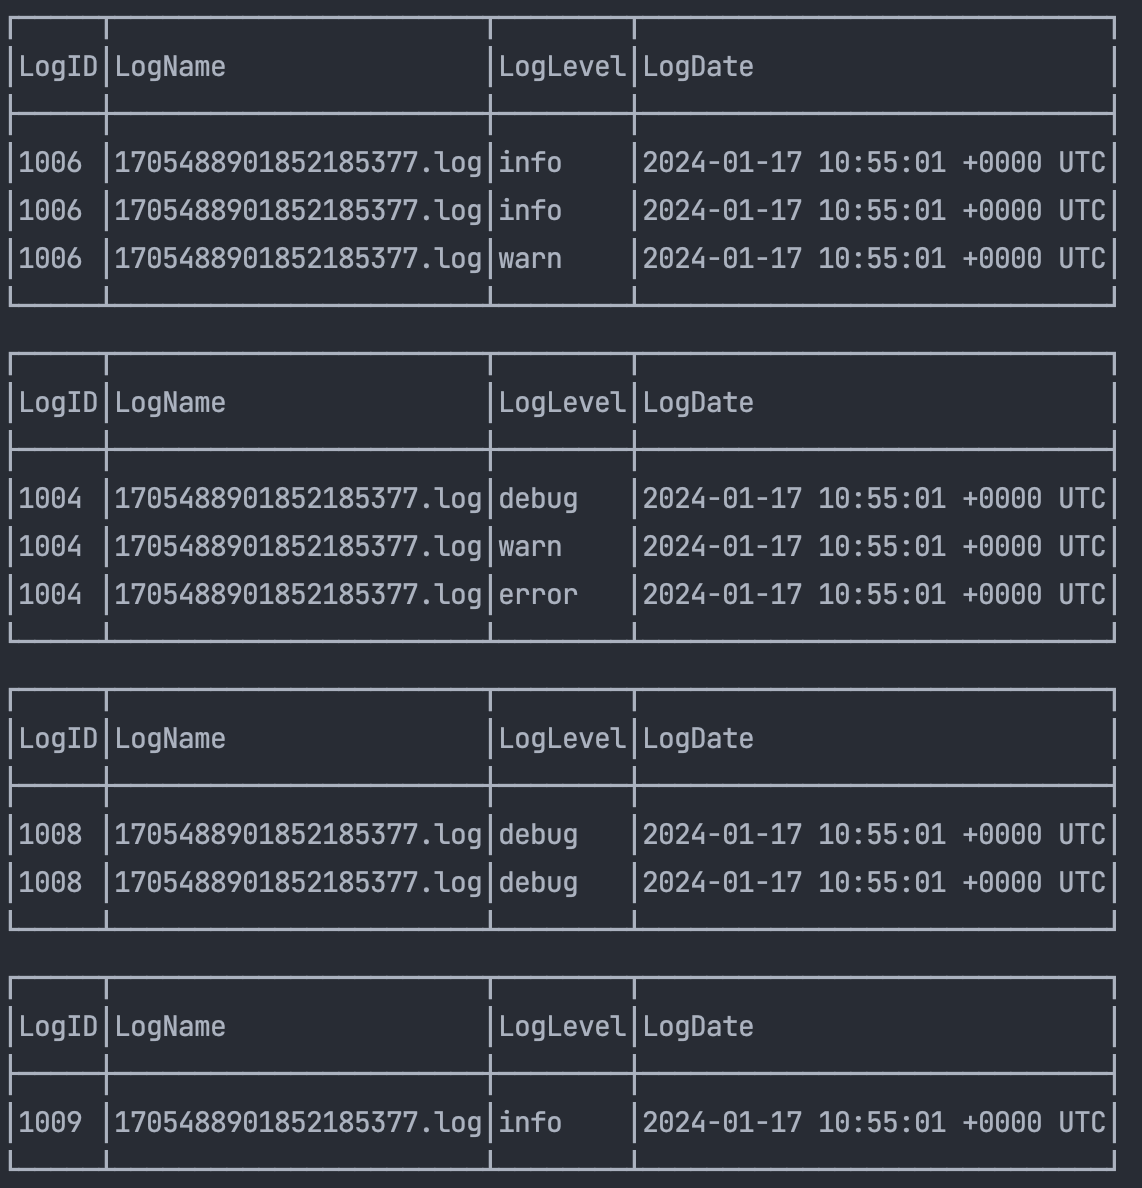 LogID LogName LogLevel LogDate
1006 1705488901852185377.log info 2024-01-17 10:55:01 +0000 UTC
1006 1705488901852185377.log info 2024-01-17 10:55:01 +0000 UTC
1006 1705488901852185377.log warn 2024-01-17 10:55:01 +0000 UTC
LogID LogName LogLevel LogDate
1004 1705488901852185377.log debug 2024-01-17 10:55:01 +0000 UTC
1004 1705488901852185377.log warn 2024-01-17 10:55:01 +0000 UTC
1004 1705488901852185377.log error 2024-01-17 10:55:01 +0000 UTC
LogID LogName LogLevel LogDate
1008 1705488901852185377.log debug 2024-01-17 10:55:01 +0000 UTC
1008 1705488901852185377.log debug 2024-01-17 10:55:01 +0000 UTC
LogID LogName LogLevel LogDate
1009 1705488901852185377.log info 2024-01-17 10:55:01 +0000 UTC